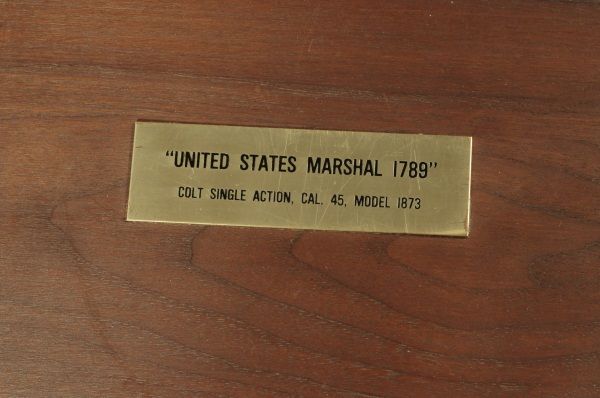 "UNITED STATES MARSHAL 1789"
COLT SINGLE ACTION, CAL. 45, MODEL 1873